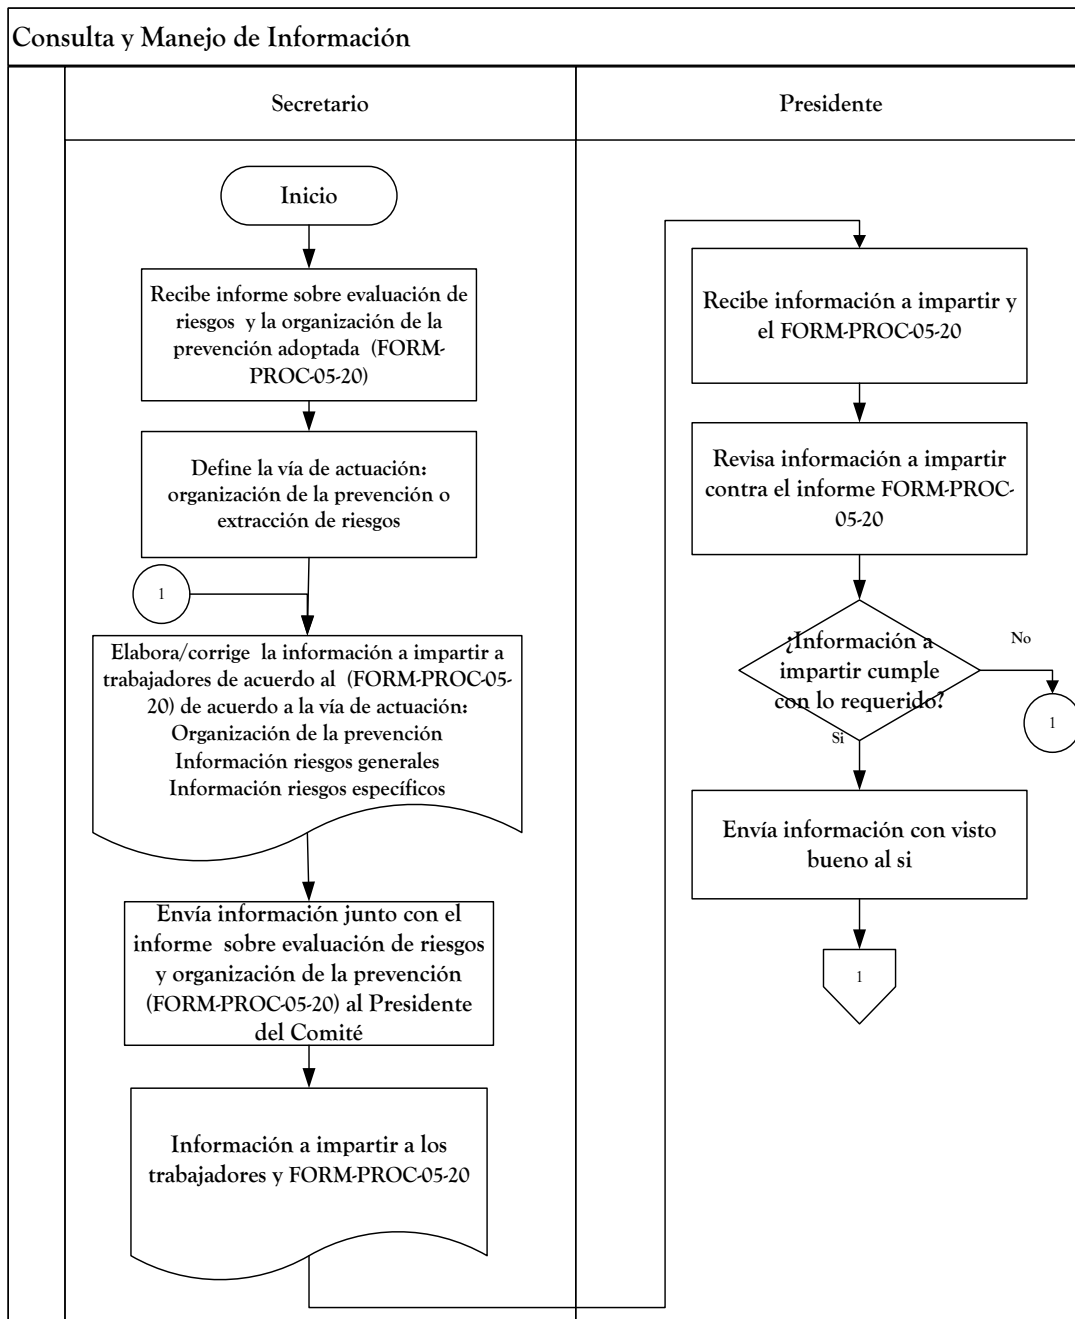 Consulta y Manejo de Información
Secretario
Presidente
Inicio
Recibe informe sobre evaluación de
riesgos y la organización de la
prevención adoptada (FORM-
PROC-05-20)
Define la vía de actuación:
organización de la prevención o
extracción de riesgos
1
Elabora/corrige la información a impartir a
trabajadores de acuerdo al (FORM-PROC-05-
20) de acuerdo a la vía de actuación:
Organización de la prevención
Información riesgos generales
Información riesgos específicos
Envía información junto con el
informe sobre evaluación de riesgos
y organización de la prevención
(FORM-PROC-05-20) al Presidente
del Comité
Información a impartir a los
trabajadores y FORM-PROC-05-20
Recibe información a impartir y
el FORM-PROC-05-20
Revisa información a impartir
contra el informe FORM-PROC-
05-20
¿Información a
impartir cumple
con lo requerido?
No
1
Si
Envía información con visto
bueno al si
1